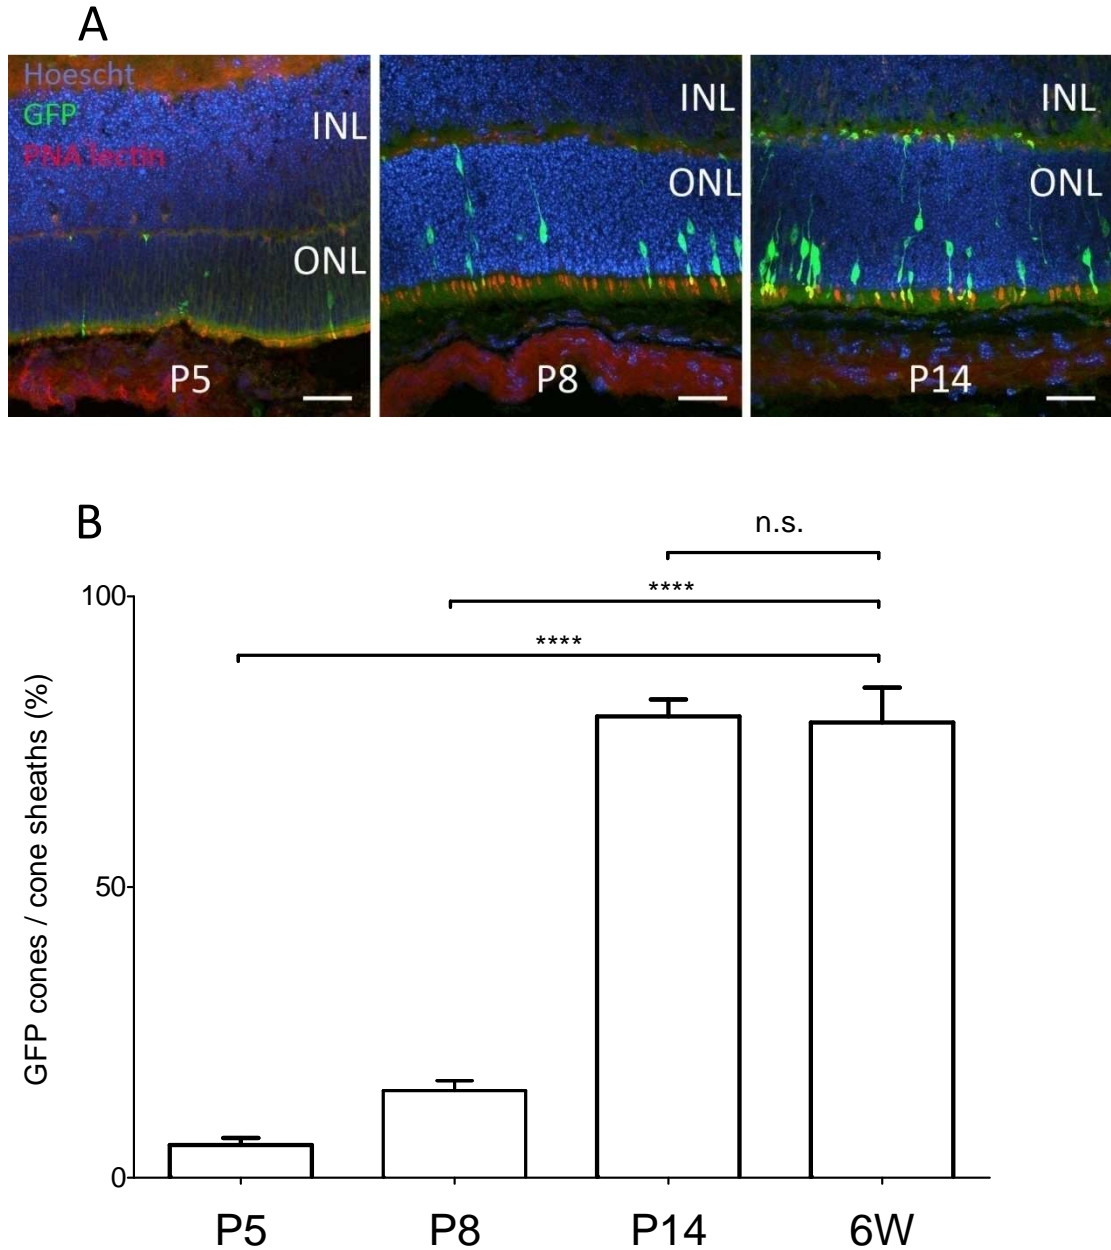 A
Hoescht
GFP
PNA lectin
INL
ONL
P5
INL
ONL
P8
INL
ONL
P14
B
n.s.
****
****
100
50
0
GFP cones / cone sheaths (%)
P5
P8
P14
6W